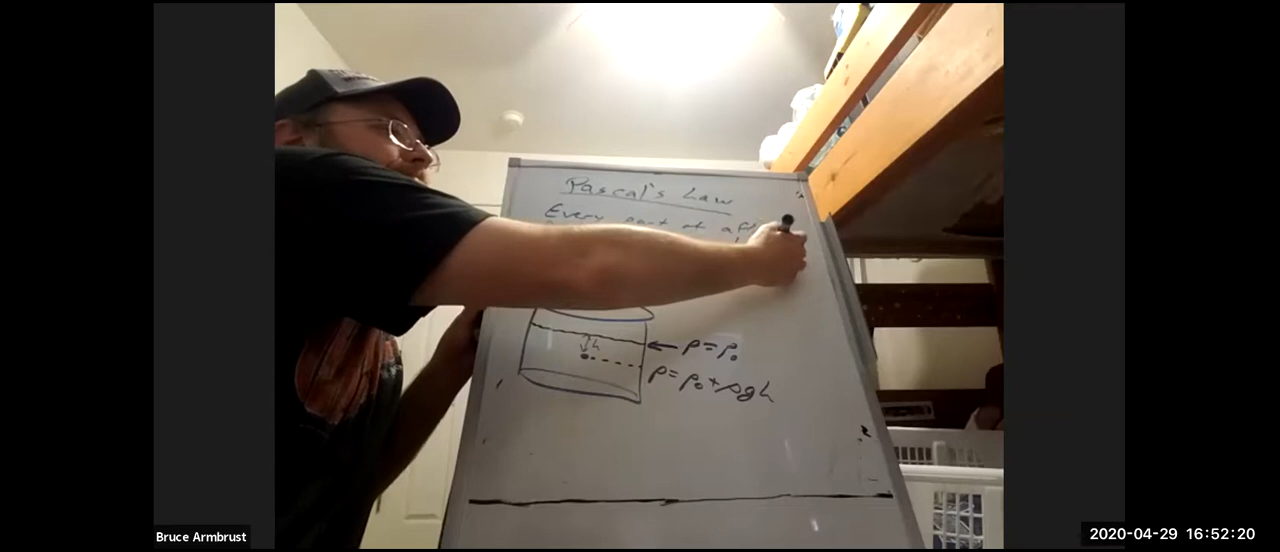 Pascal's Law
Every part of a
h
P = P₀
P = P₀ + ρgh
Bruce Armbrust
2020-04-29 16:52:20